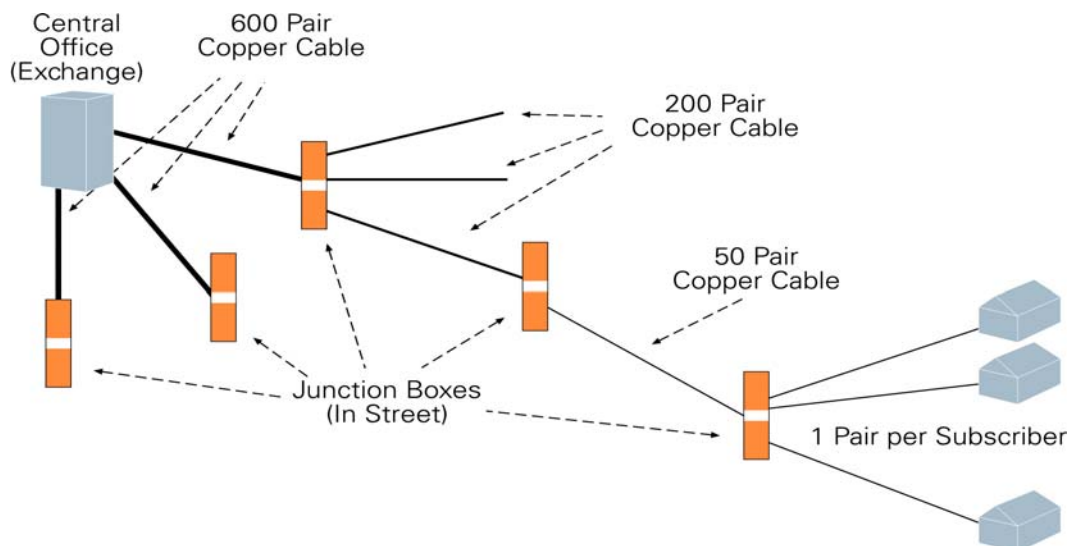 Central
Office
(Exchange)
600 Pair
Copper Cable
200 Pair
Copper Cable
50 Pair
Copper Cable
Junction Boxes
(In Street)
1 Pair per Subscriber